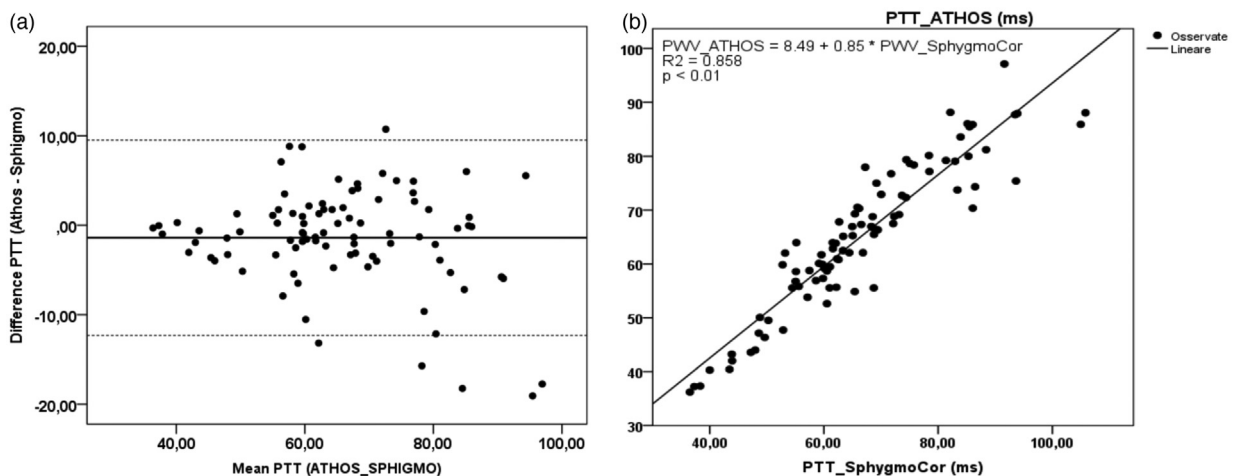 (a)
20,00
10,00
,00
-10,00
-20,00
Difference PTT (Athos - Sphigmo)
40,00 60,00 80,00 100,00
Mean PTT (ATHOS_SPHIGMO)
(b)
PTT_ATHOS (ms)
PWV_ATHOS = 8.49 + 0.85 * PWV_SphygmoCor
R2 = 0.858
p < 0.01
100
90
80
70
60
50
40
30
40,00 60,00 80,00 100,00
PTT_SphygmoCor (ms)
Osservate
Lineare